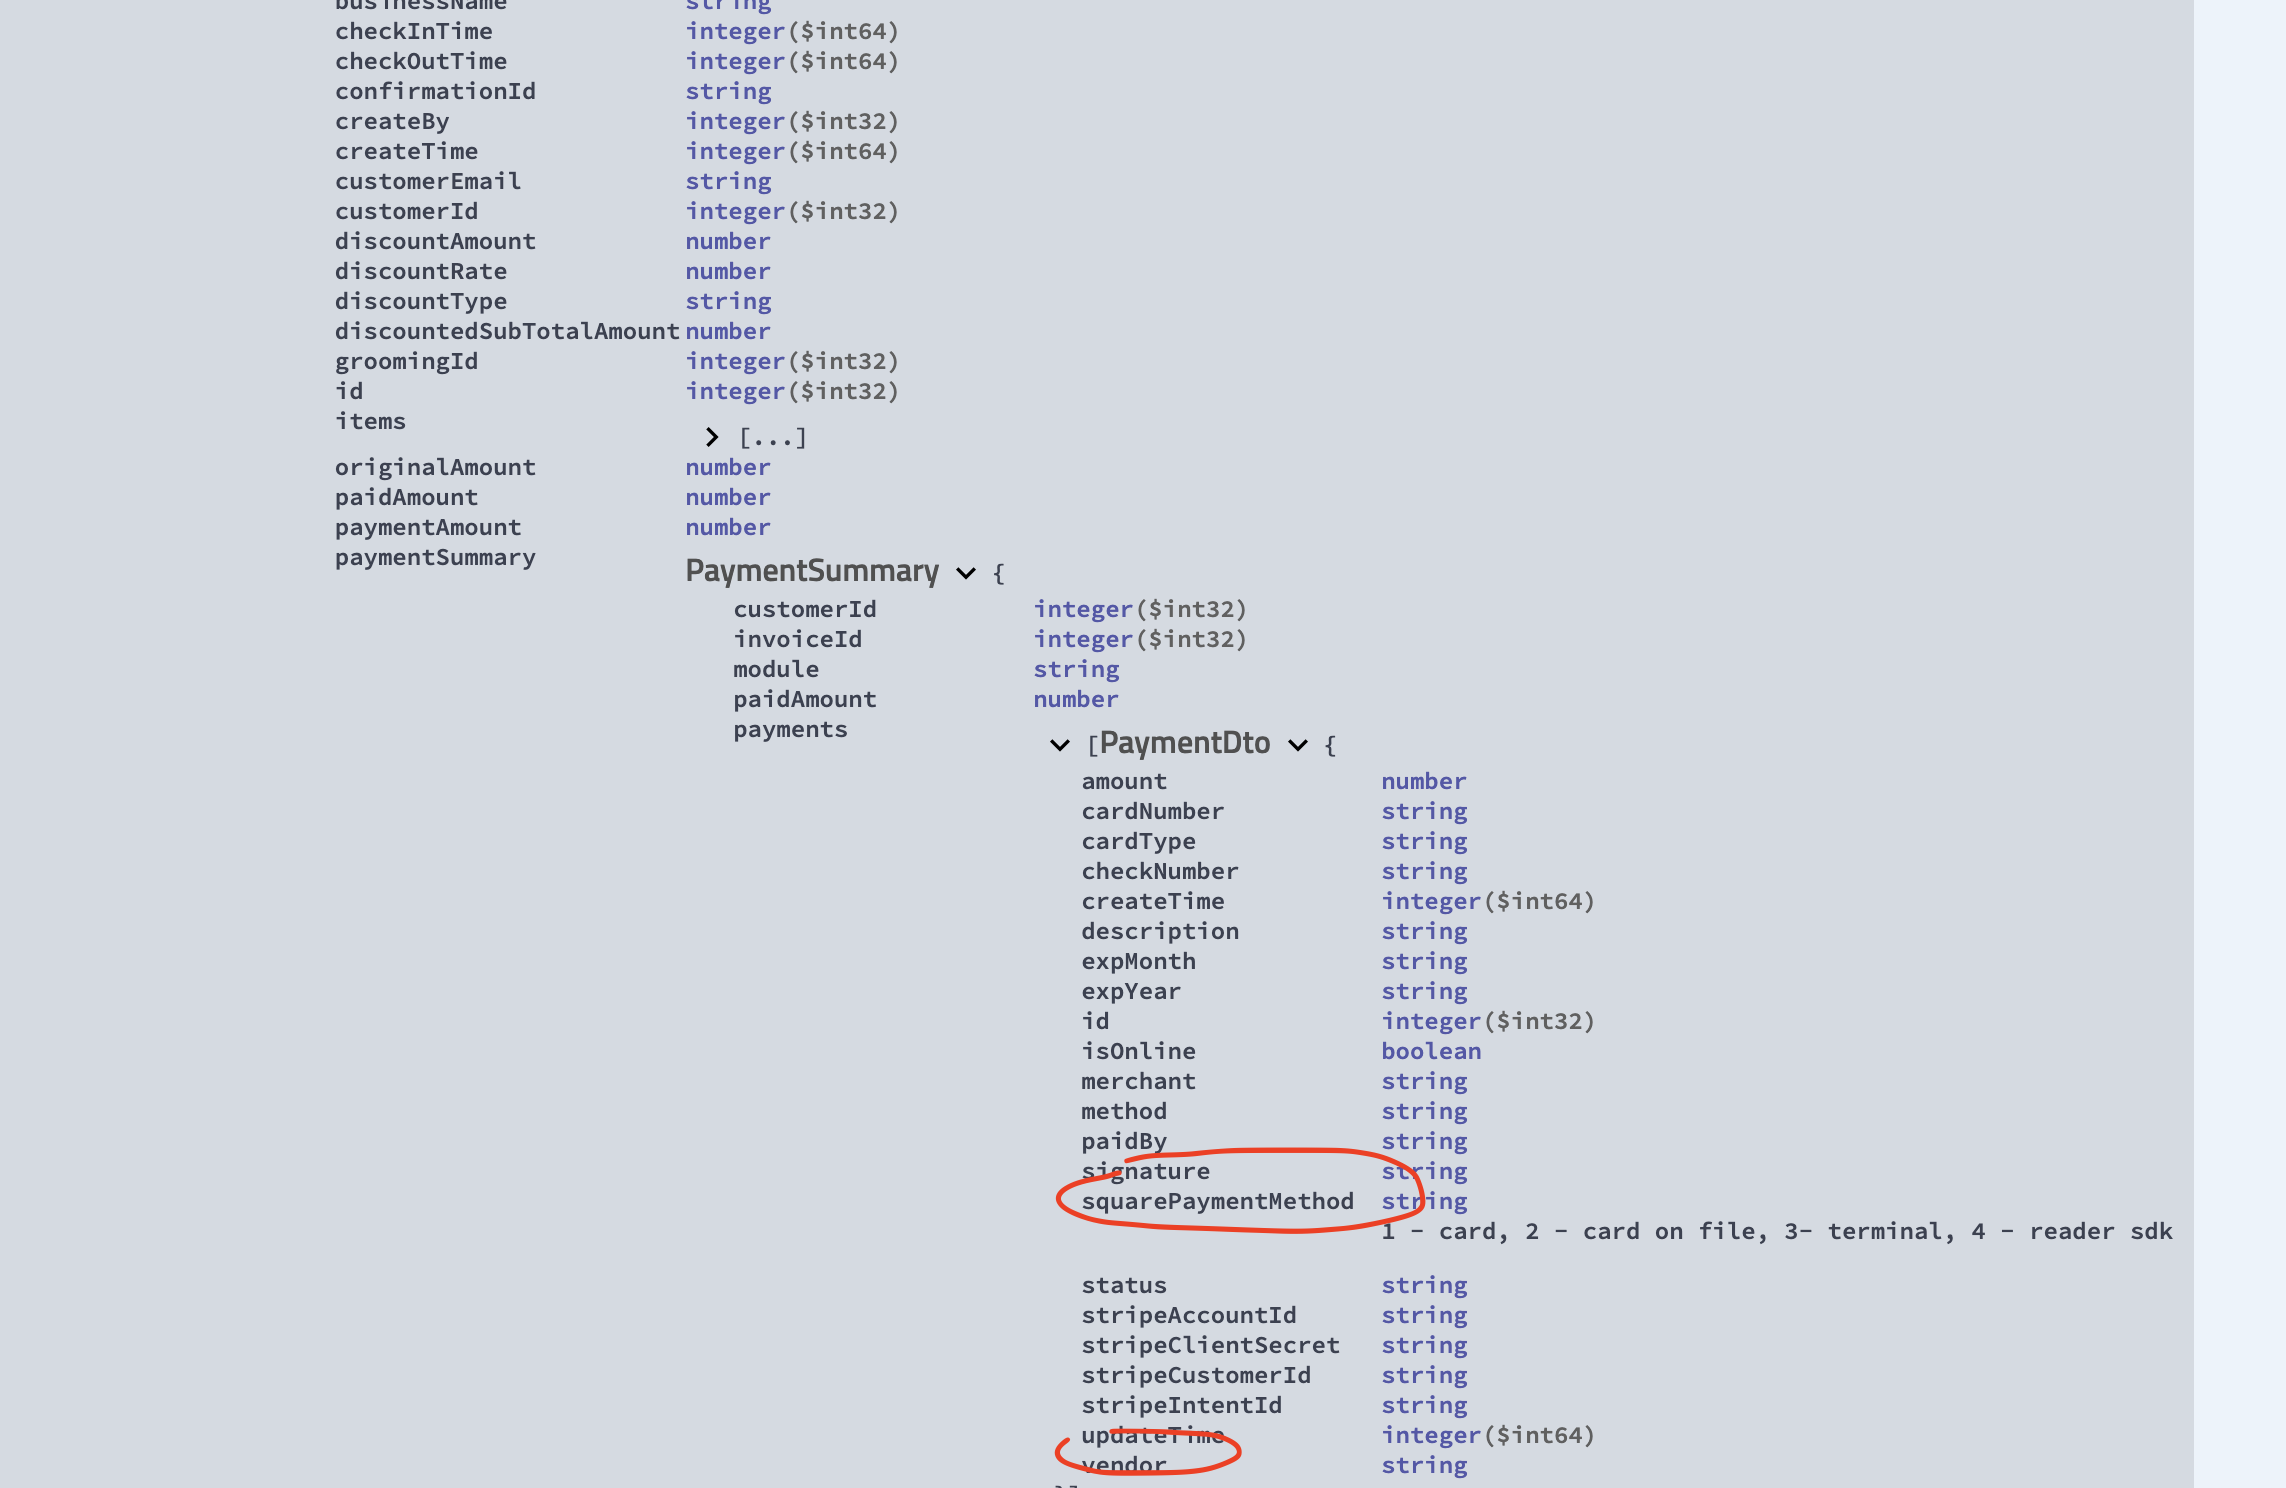 businessName string
checkInTime integer($int64)
checkOutTime integer($int64)
confirmationId string
createBy integer($int32)
createTime integer($int64)
customerEmail string
customerId integer($int32)
discountAmount number
discountRate number
discountType string
discountedSubTotalAmount number
groomingId integer($int32)
id integer($int32)
items
[...]
originalAmount number
paidAmount number
paymentAmount number
paymentSummary
PaymentSummary {
customerId integer($int32)
invoiceId integer($int32)
module string
paidAmount number
payments
[PaymentDto {
amount number
cardNumber string
cardType string
checkNumber string
createTime integer($int64)
description string
expMonth string
expYear string
id integer($int32)
isOnline boolean
merchant string
method string
paidBy string
signature string
squarePaymentMethod string
1 - card, 2 - card on file, 3- terminal, 4 - reader sdk
status string
stripeAccountId string
stripeClientSecret string
stripeCustomerId string
stripeIntentId string
updateTime integer($int64)
vendor string